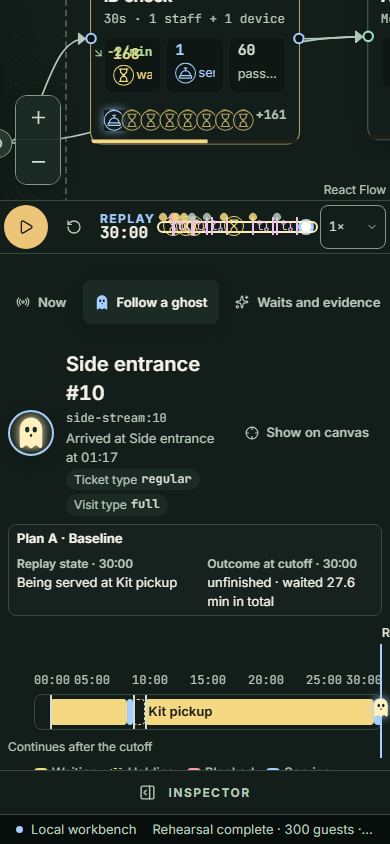 ID check
30s · 1 staff + 1 device
168
-2/min
wa
1
ser
60
pass...
+161
React Flow
REPLAY
30:00
1×
Now
Follow a ghost
Waits and evidence
Side entrance
#10
side-stream:10
Arrived at Side entrance
at 01:17
Ticket type regular
Visit type full
Show on canvas
Plan A · Baseline
Replay state · 30:00
Being served at Kit pickup
Outcome at cutoff · 30:00
unfinished · waited 27.6
min in total
R
00:00 05:00 10:00 15:00 20:00 25:00 30:00
Kit pickup
Continues after the cutoff
INSPECTOR
Local workbench
Rehearsal complete · 300 guests ·...